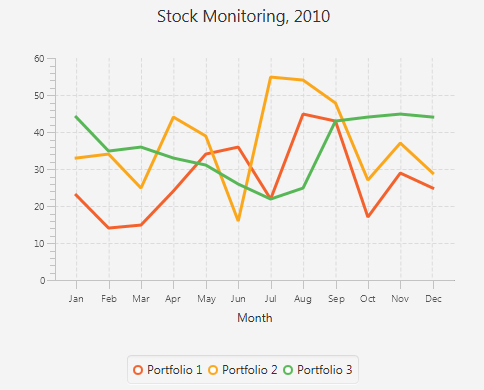 Stock Monitoring, 2010
60
50
40
30
20
10
0
Jan Feb Mar Apr May Jun Jul Aug Sep Oct Nov Dec
Month
Portfolio 1 Portfolio 2 Portfolio 3